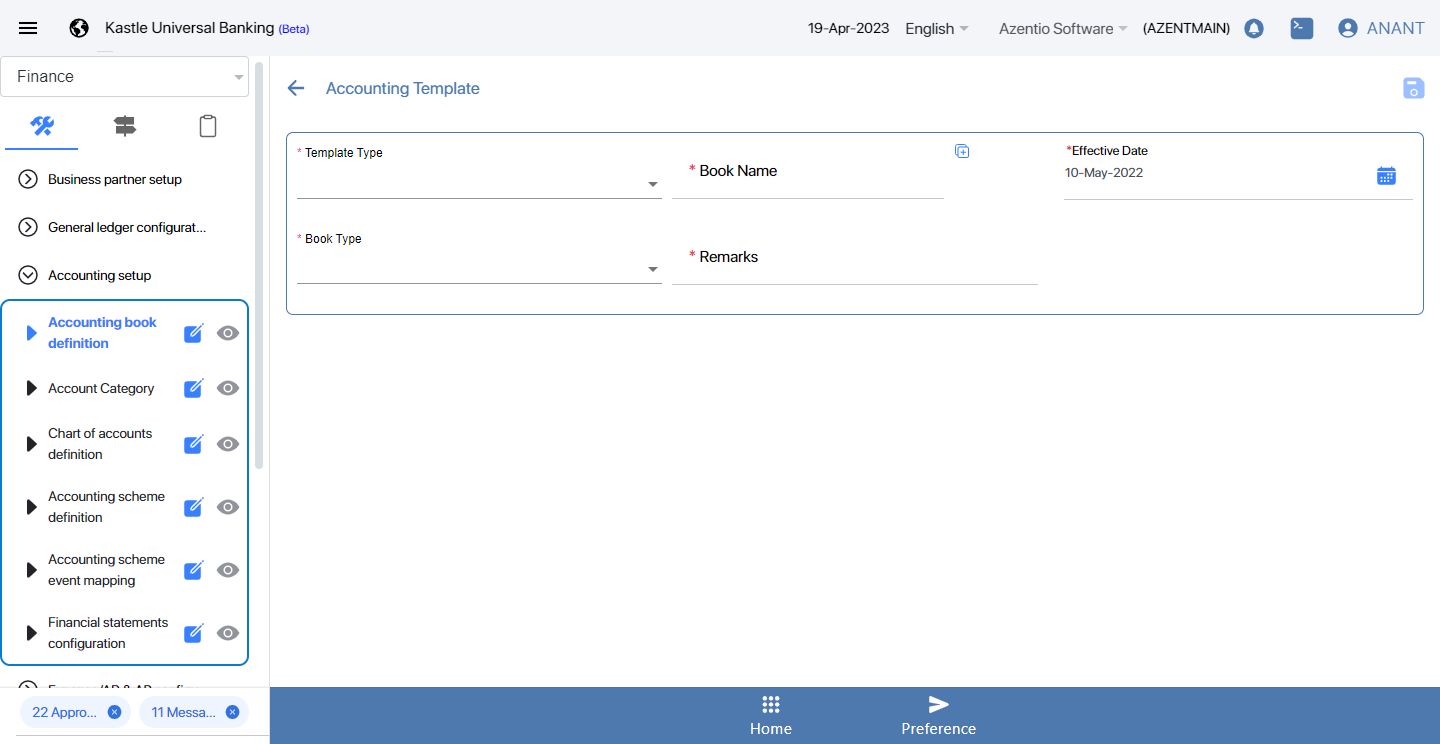 Kastle Universal Banking (Beta)
19-Apr-2023
English
Azentio Software
(AZENTMAIN)
ANANT
Finance
Business partner setup
General ledger configurat...
Accounting setup
Accounting book
definition
Account Category
Chart of accounts
definition
Accounting scheme
definition
Accounting scheme
event mapping
Financial statements
configuration
22 Appro...
11 Messa...
Accounting Template
* Template Type
* Book Name
*Effective Date
10-May-2022
* Book Type
* Remarks
Home
Preference